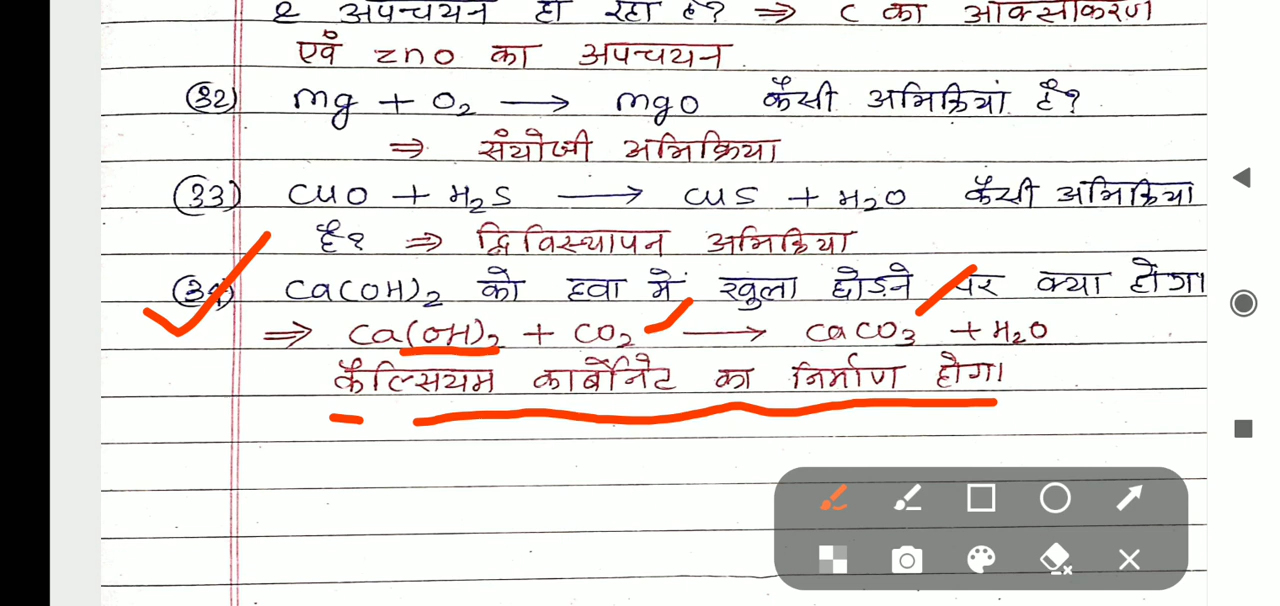 अपचयन हो रहा है? ⇒ C का आक्सीकरण
एवं zno का अपचयन
(32) mg + O₂ → mgo कैसी अभिक्रियां है?
⇒ संयोजी अभिक्रिया
(33) CUO + H₂S → CUS + H₂O कैसी अभिक्रिया
है? ⇒ द्विविस्थापन अभिक्रिया
(34) Ca(OH)₂ को हवा में खुला छोड़ने पर क्या होगा।
⇒ Ca(OH)₂ + CO₂ → CaCO₃ + H₂O
कैल्सियम कार्बोनेट का निर्माण होगा।